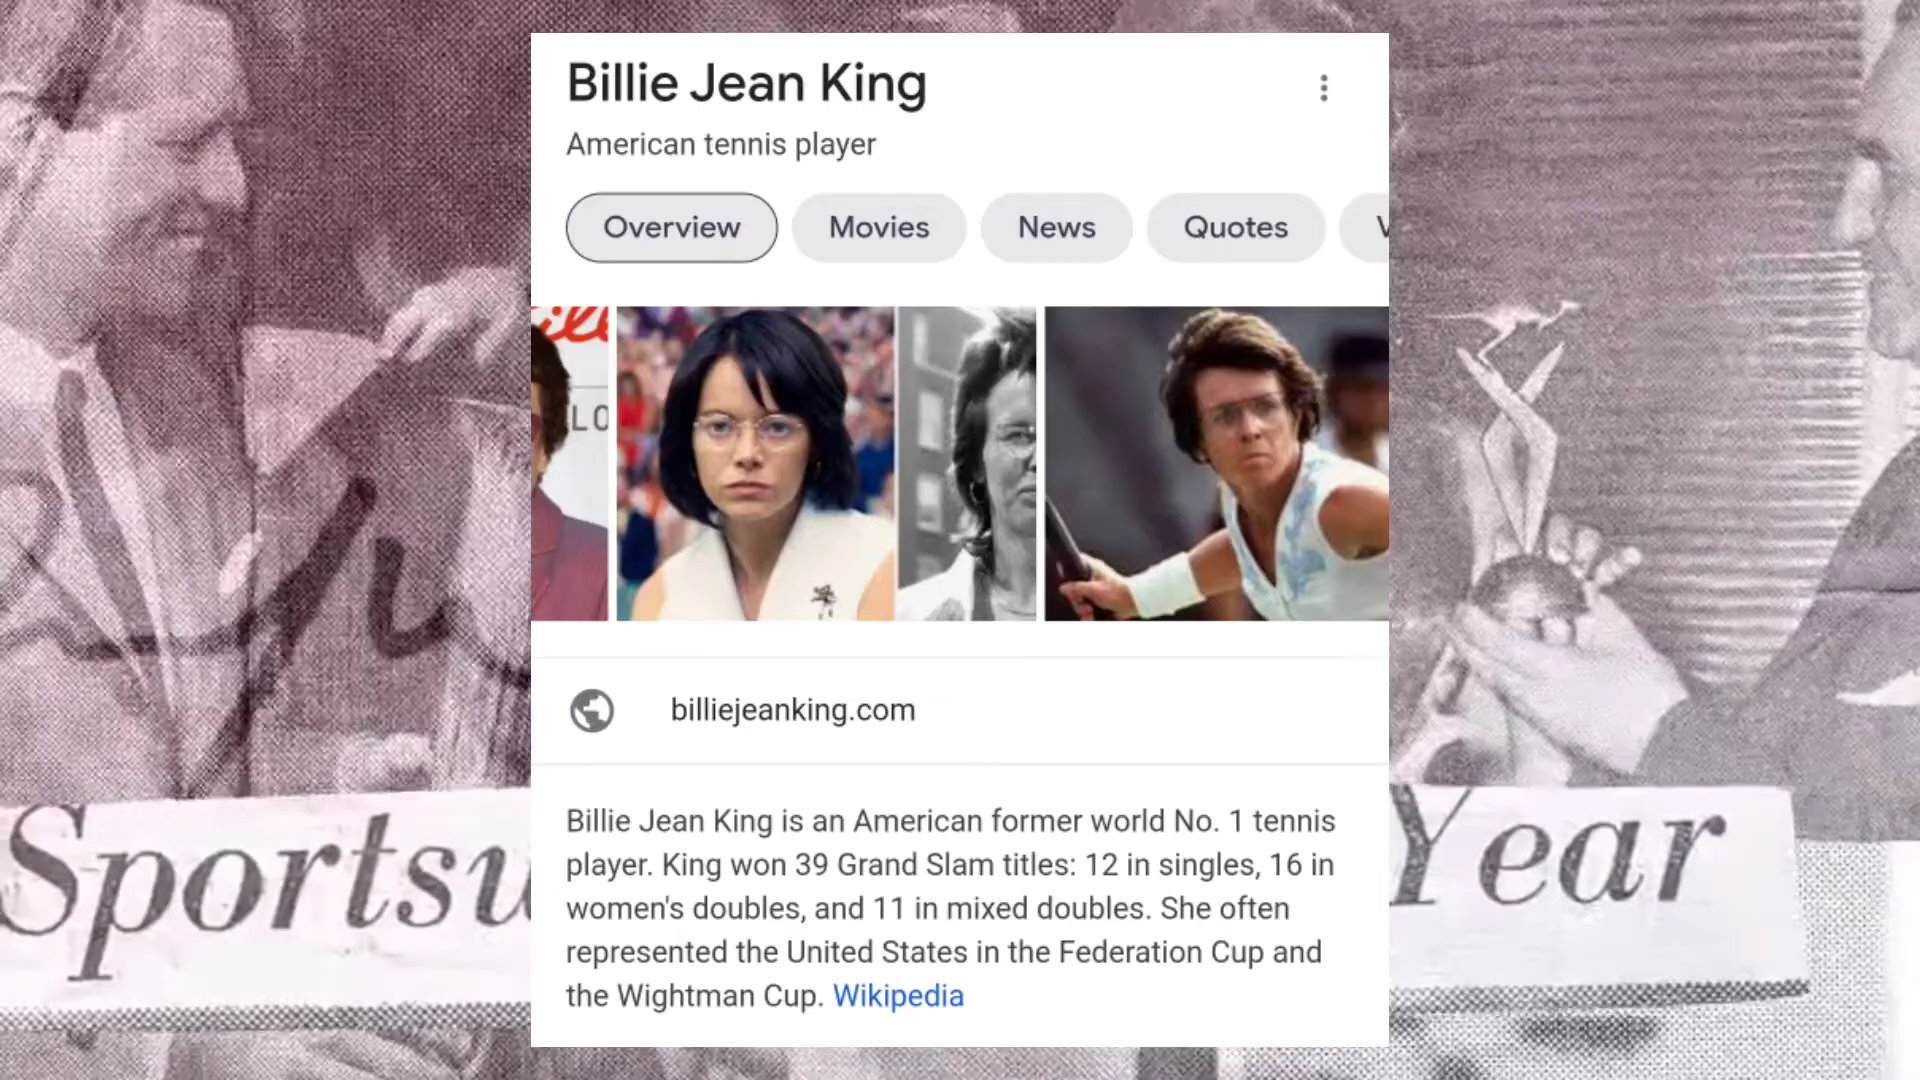 Billie Jean King
American tennis player
Overview Movies News Quotes
billiejeanking.com
Billie Jean King is an American former world No. 1 tennis
player. King won 39 Grand Slam titles: 12 in singles, 16 in
women's doubles, and 11 in mixed doubles. She often
represented the United States in the Federation Cup and
the Wightman Cup. Wikipedia
Year